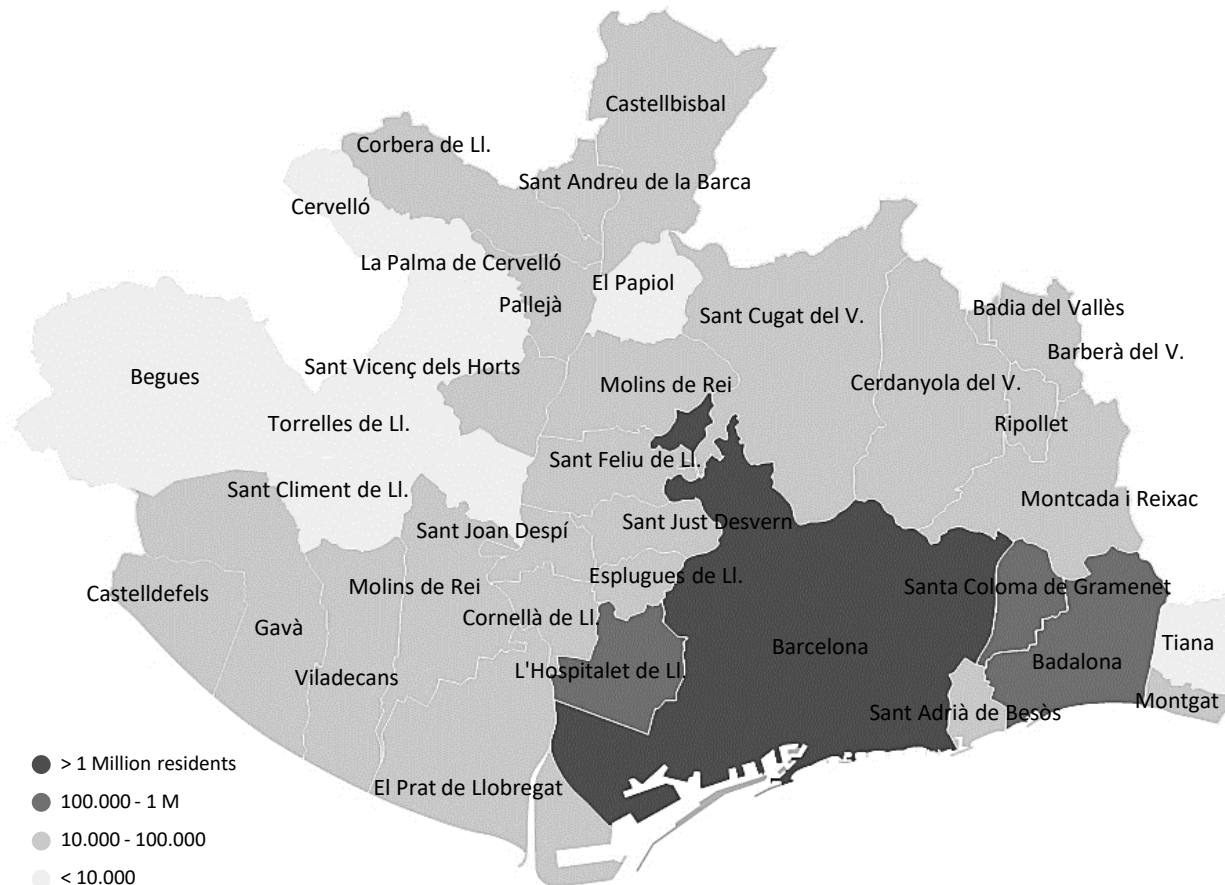 Castellbisbal
Corbera de Ll.
Sant Andreu de la Barca
Cervelló
La Palma de Cervelló
El Papiol
Pallejà
Sant Cugat del V.
Badia del Vallès
Barberà del V.
Sant Vicenç dels Horts
Begues
Molins de Rei
Cerdanyola del V.
Torrelles de Ll.
Ripollet
Sant Feliu de Ll.
Sant Climent de Ll.
Montcada i Reixac
Sant Joan Despí
Sant Just Desvern
Esplugues de Ll.
Castelldefels
Molins de Rei
Santa Coloma de Gramenet
Gavà
Cornellà de Ll.
Barcelona
Tiana
Badalona
L'Hospitalet de Ll.
Viladecans
Montgat
Sant Adrià de Besòs
El Prat de Llobregat
> 1 Million residents
100.000 - 1 M
10.000 - 100.000
< 10.000